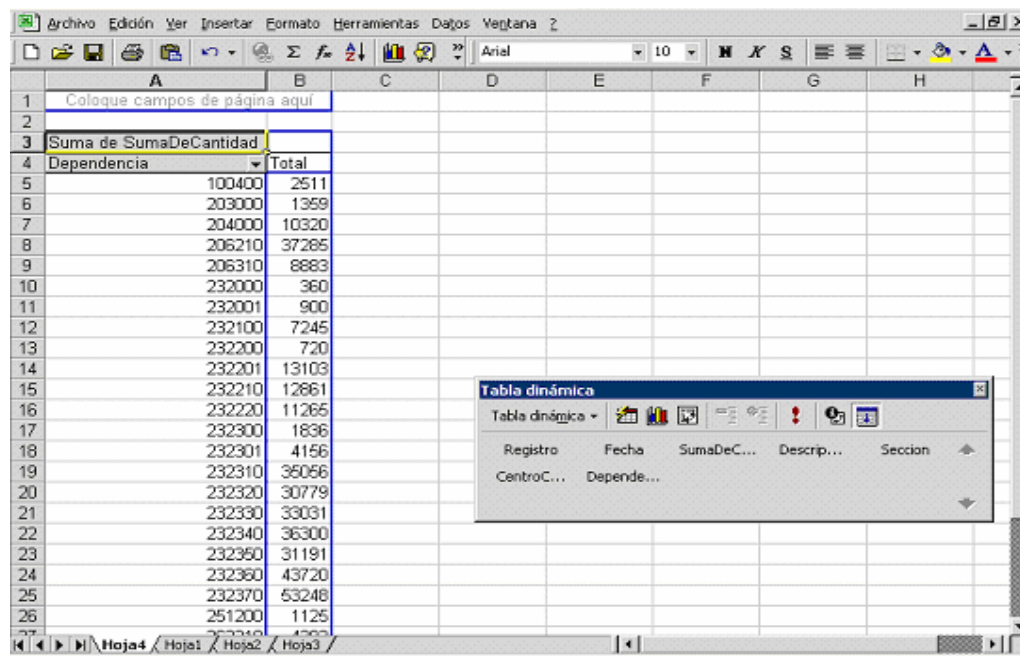 Archivo Edición Ver Insertar Formato Herramientas Datos Ventana ?
Arial 10 N K S A
A B C D E F G H
1 Coloque campos de página aquí
2
3 Suma de SumaDeCantidad
4 Dependencia Total
5 100400 2511
6 203000 1359
7 204000 10320
8 206210 37285
9 206310 8883
10 232000 360
11 232001 900
12 232100 7245
13 232200 720
14 232201 13103
15 232210 12861
16 232220 11265
17 232300 1836
18 232301 4156
19 232310 35056
20 232320 30779
21 232330 33031
22 232340 36300
23 232350 31191
24 232360 43720
25 232370 53248
26 251200 1125
Tabla dinámica
Tabla dinámica
Registro Fecha SumaDeC... Descrip... Seccion
CentroC... Depende...
Hoja4 Hoja1 Hoja2 Hoja3